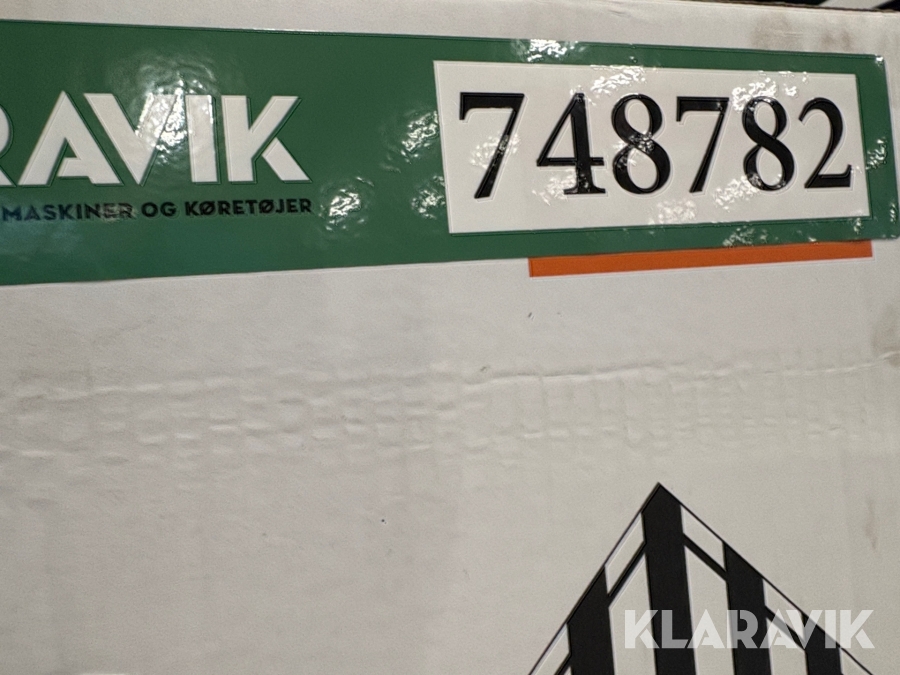 RAVIK
748782
MASKINER OG KØRETØJER
KLARAVIK